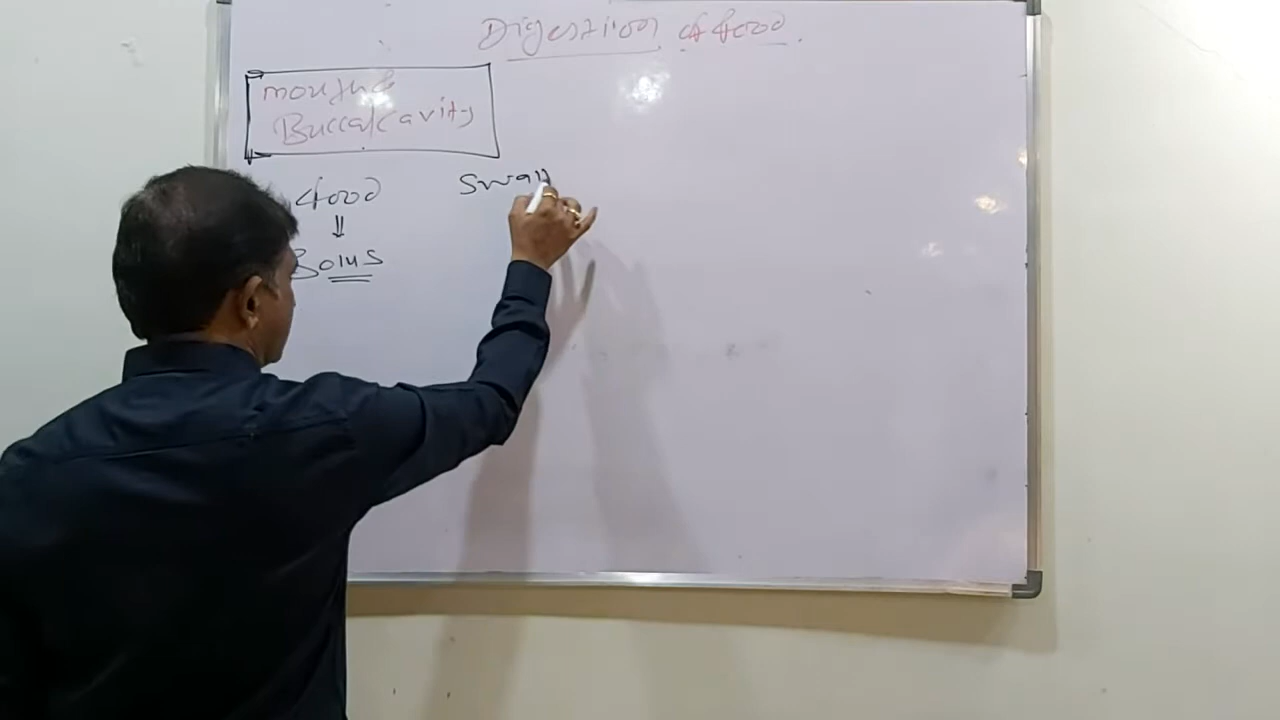 Digestion of food.
Mouth &
Buccal cavity
food
⇓
Bolus
Swall